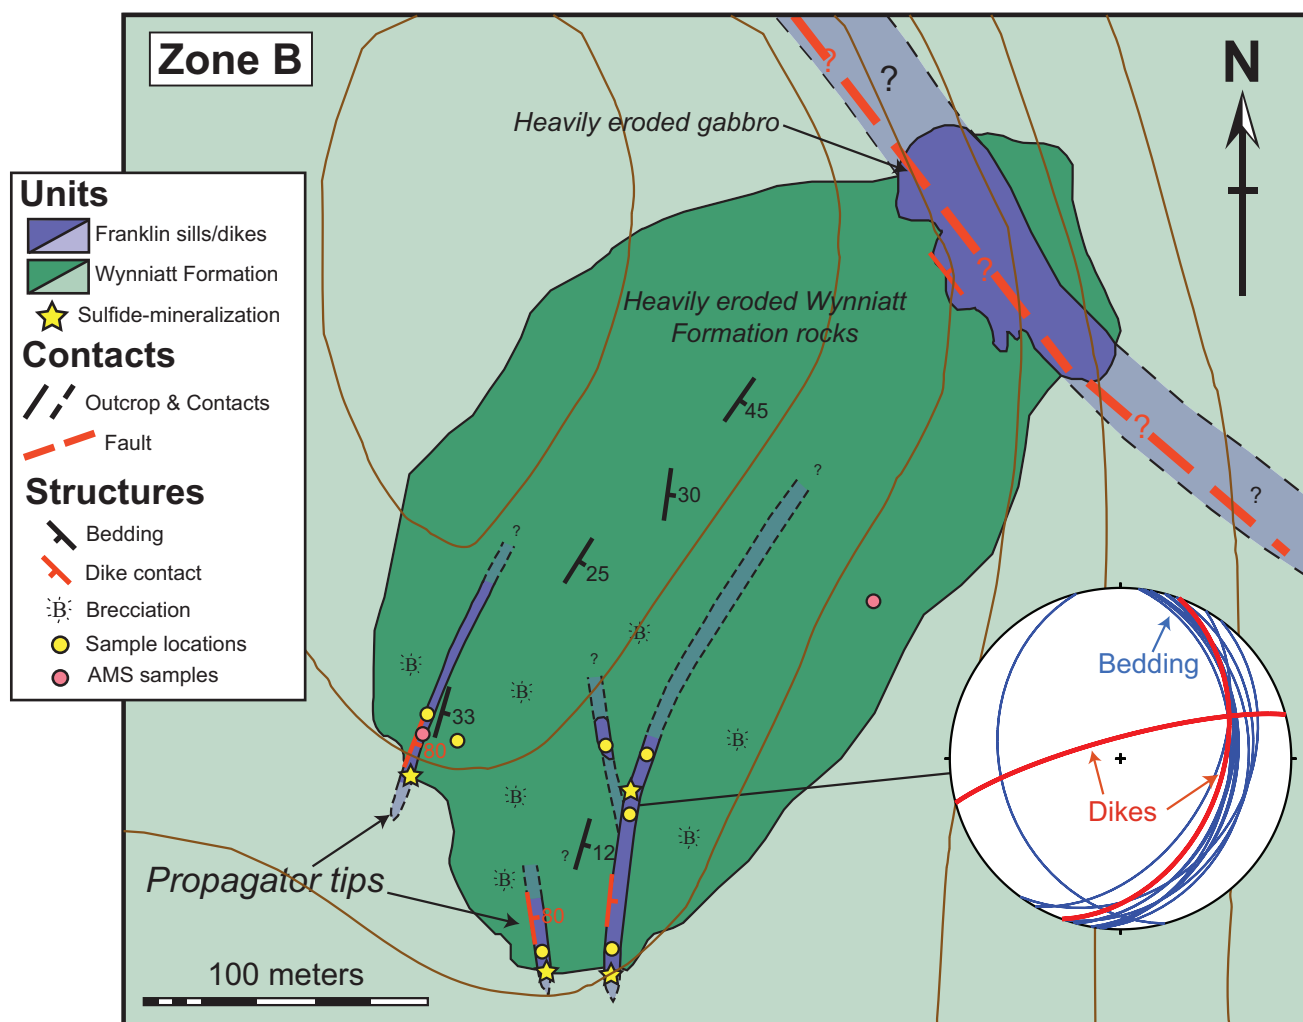 Zone B
N
?
?
Heavily eroded gabbro
Units
Franklin sills/dikes
Wynniatt Formation
Sulfide-mineralization
Contacts
Outcrop & Contacts
Fault
Structures
Bedding
Dike contact
B
Brecciation
Sample locations
AMS samples
?
Heavily eroded Wynniatt
Formation rocks
45
?
?
30
?
?
25
B
B
?
B
Bedding
33
80
B
B
Dikes
B
?
12
Propagator tips
B
80
100 meters